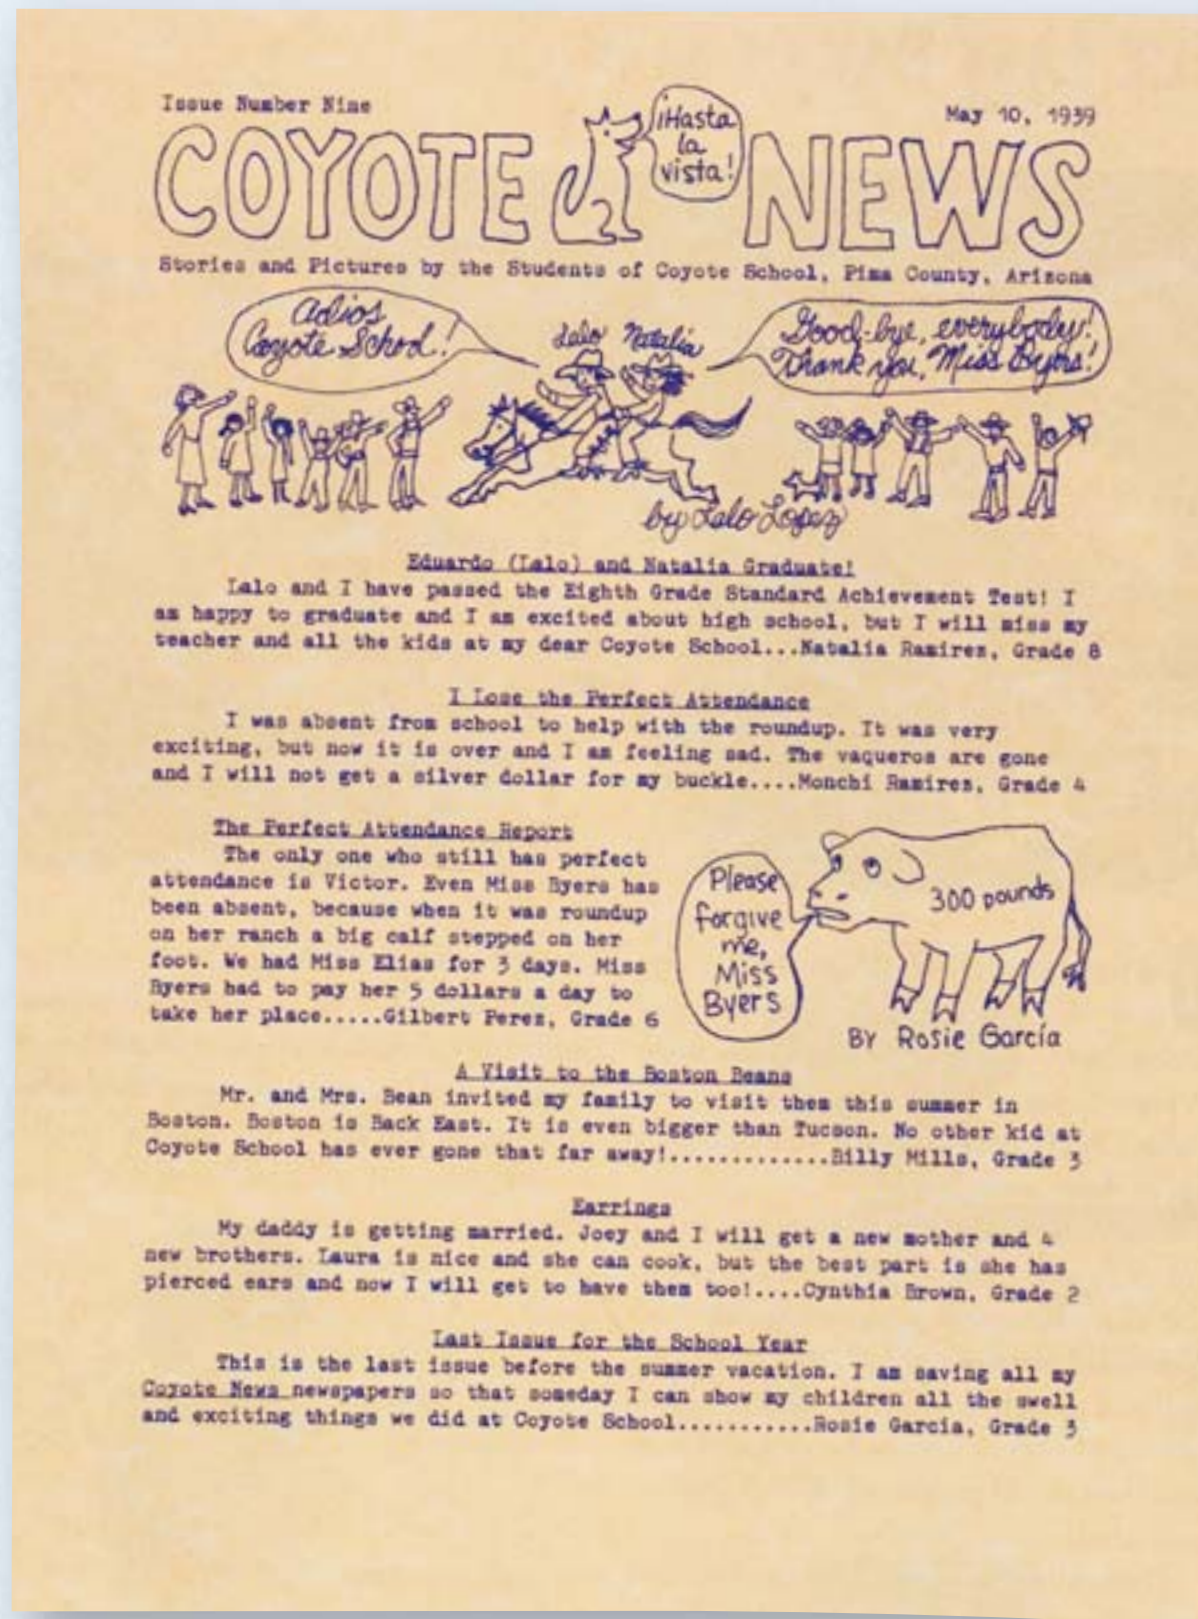 Issue Number Nine
May 10, 1939
COYOTE NEWS
¡Hasta
la
vista!
Stories and Pictures by the Students of Coyote School, Pima County, Arizona
Adios
Coyote School!
Lalo Natalia
Good-bye, everybody!
Thank you, Miss Byers!
by Lalo Lopez
Eduardo (Lalo) and Natalia Graduate!
Lalo and I have passed the Eighth Grade Standard Achievement Test! I
am happy to graduate and I am excited about high school, but I will miss my
teacher and all the kids at my dear Coyote School...Natalia Ramirez, Grade 8
I Lose the Perfect Attendance
I was absent from school to help with the roundup. It was very
exciting, but now it is over and I am feeling sad. The vaqueros are gone
and I will not get a silver dollar for my buckle....Monchi Ramirez, Grade 4
The Perfect Attendance Report
The only one who still has perfect
attendance is Victor. Even Miss Byers has
been absent, because when it was roundup
on her ranch a big calf stepped on her
foot. We had Miss Elias for 3 days. Miss
Byers had to pay her 5 dollars a day to
take her place.....Gilbert Perez, Grade 6
Please
forgive
me,
Miss
Byers
300 pounds
BY Rosie García
A Visit to the Boston Beans
Mr. and Mrs. Bean invited my family to visit them this summer in
Boston. Boston is Back East. It is even bigger than Tucson. No other kid at
Coyote School has ever gone that far away!.............Billy Mills, Grade 3
Earrings
My daddy is getting married. Joey and I will get a new mother and 4
new brothers. Laura is nice and she can cook, but the best part is she has
pierced ears and now I will get to have them too!....Cynthia Brown, Grade 2
Last Issue for the School Year
This is the last issue before the summer vacation. I am saving all my
Coyote News newspapers so that someday I can show my children all the swell
and exciting things we did at Coyote School...........Rosie Garcia, Grade 3